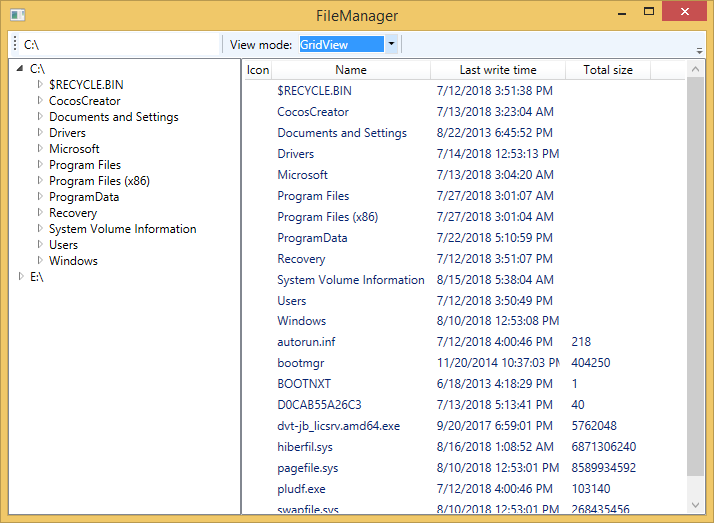 FileManager
C:\ View mode: GridView
C:\
$RECYCLE.BIN
CocosCreator
Documents and Settings
Drivers
Microsoft
Program Files
Program Files (x86)
ProgramData
Recovery
System Volume Information
Users
Windows
E:\
Icon Name Last write time Total size
$RECYCLE.BIN 7/12/2018 3:51:38 PM
CocosCreator 7/13/2018 3:23:04 AM
Documents and Settings 8/22/2013 6:45:52 PM
Drivers 7/14/2018 12:53:13 PM
Microsoft 7/13/2018 3:04:20 AM
Program Files 7/27/2018 3:01:07 AM
Program Files (x86) 7/27/2018 3:01:04 AM
ProgramData 7/22/2018 5:10:59 PM
Recovery 7/12/2018 3:51:07 PM
System Volume Information 8/15/2018 5:38:04 AM
Users 7/12/2018 3:50:49 PM
Windows 8/10/2018 12:53:08 PM
autorun.inf 7/12/2018 4:00:46 PM 218
bootmgr 11/20/2014 10:37:03 PM 404250
BOOTNXT 6/18/2013 4:18:29 PM 1
D0CAB55A26C3 7/13/2018 5:13:41 PM 40
dvt-jb_licsrv.amd64.exe 9/20/2017 6:59:01 PM 5762048
hiberfil.sys 8/16/2018 1:08:52 AM 6871306240
pagefile.sys 8/10/2018 12:53:01 PM 8589934592
pludf.exe 7/12/2018 4:00:46 PM 103140
swapfile.sys 8/10/2018 12:53:01 PM 268435456